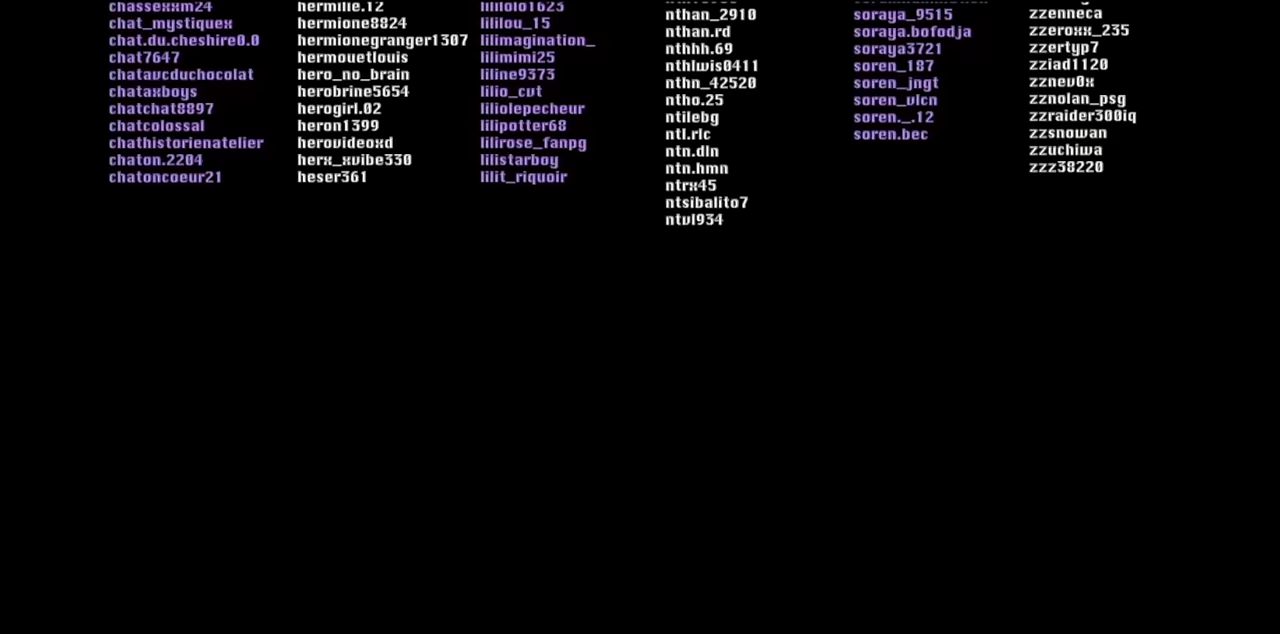 chassexxm24
chat_mystiquex
chat.du.cheshire0.0
chat7647
chatavcduchocolat
chataxboys
chatchat8897
chatcolossal
chathistorienatelier
chaton.2204
chatoncoeur21
hermine.12
hermione8824
hermionegranger1307
hermouetlouis
hero_no_brain
herobrine5654
herogirl.02
heron1399
herovideoxd
herx_xvibe330
heser361
lililolo1623
lililou_15
lilimagination_
lilimimi25
liline9373
lilio_cvt
liliolepecheur
lilipotter68
lilirose_fanpg
lilistarboy
lilit_riquoir
nthan_2910
nthan.rd
nthhh.69
nthlwis0411
nthn_42520
ntho.25
ntilebg
ntl.rlc
ntn.dln
ntn.hmn
ntrx45
ntsibalito7
ntvl934
soraya_9515
soraya.bofodja
soraya3721
soren_187
soren_jngt
soren_vlcn
soren._.12
soren.bec
zzenneca
zzeroxx_235
zzertyp7
zziad1120
zznev0x
zznolan_psg
zzraider300iq
zzsnowan
zzuchiwa
zzz38220